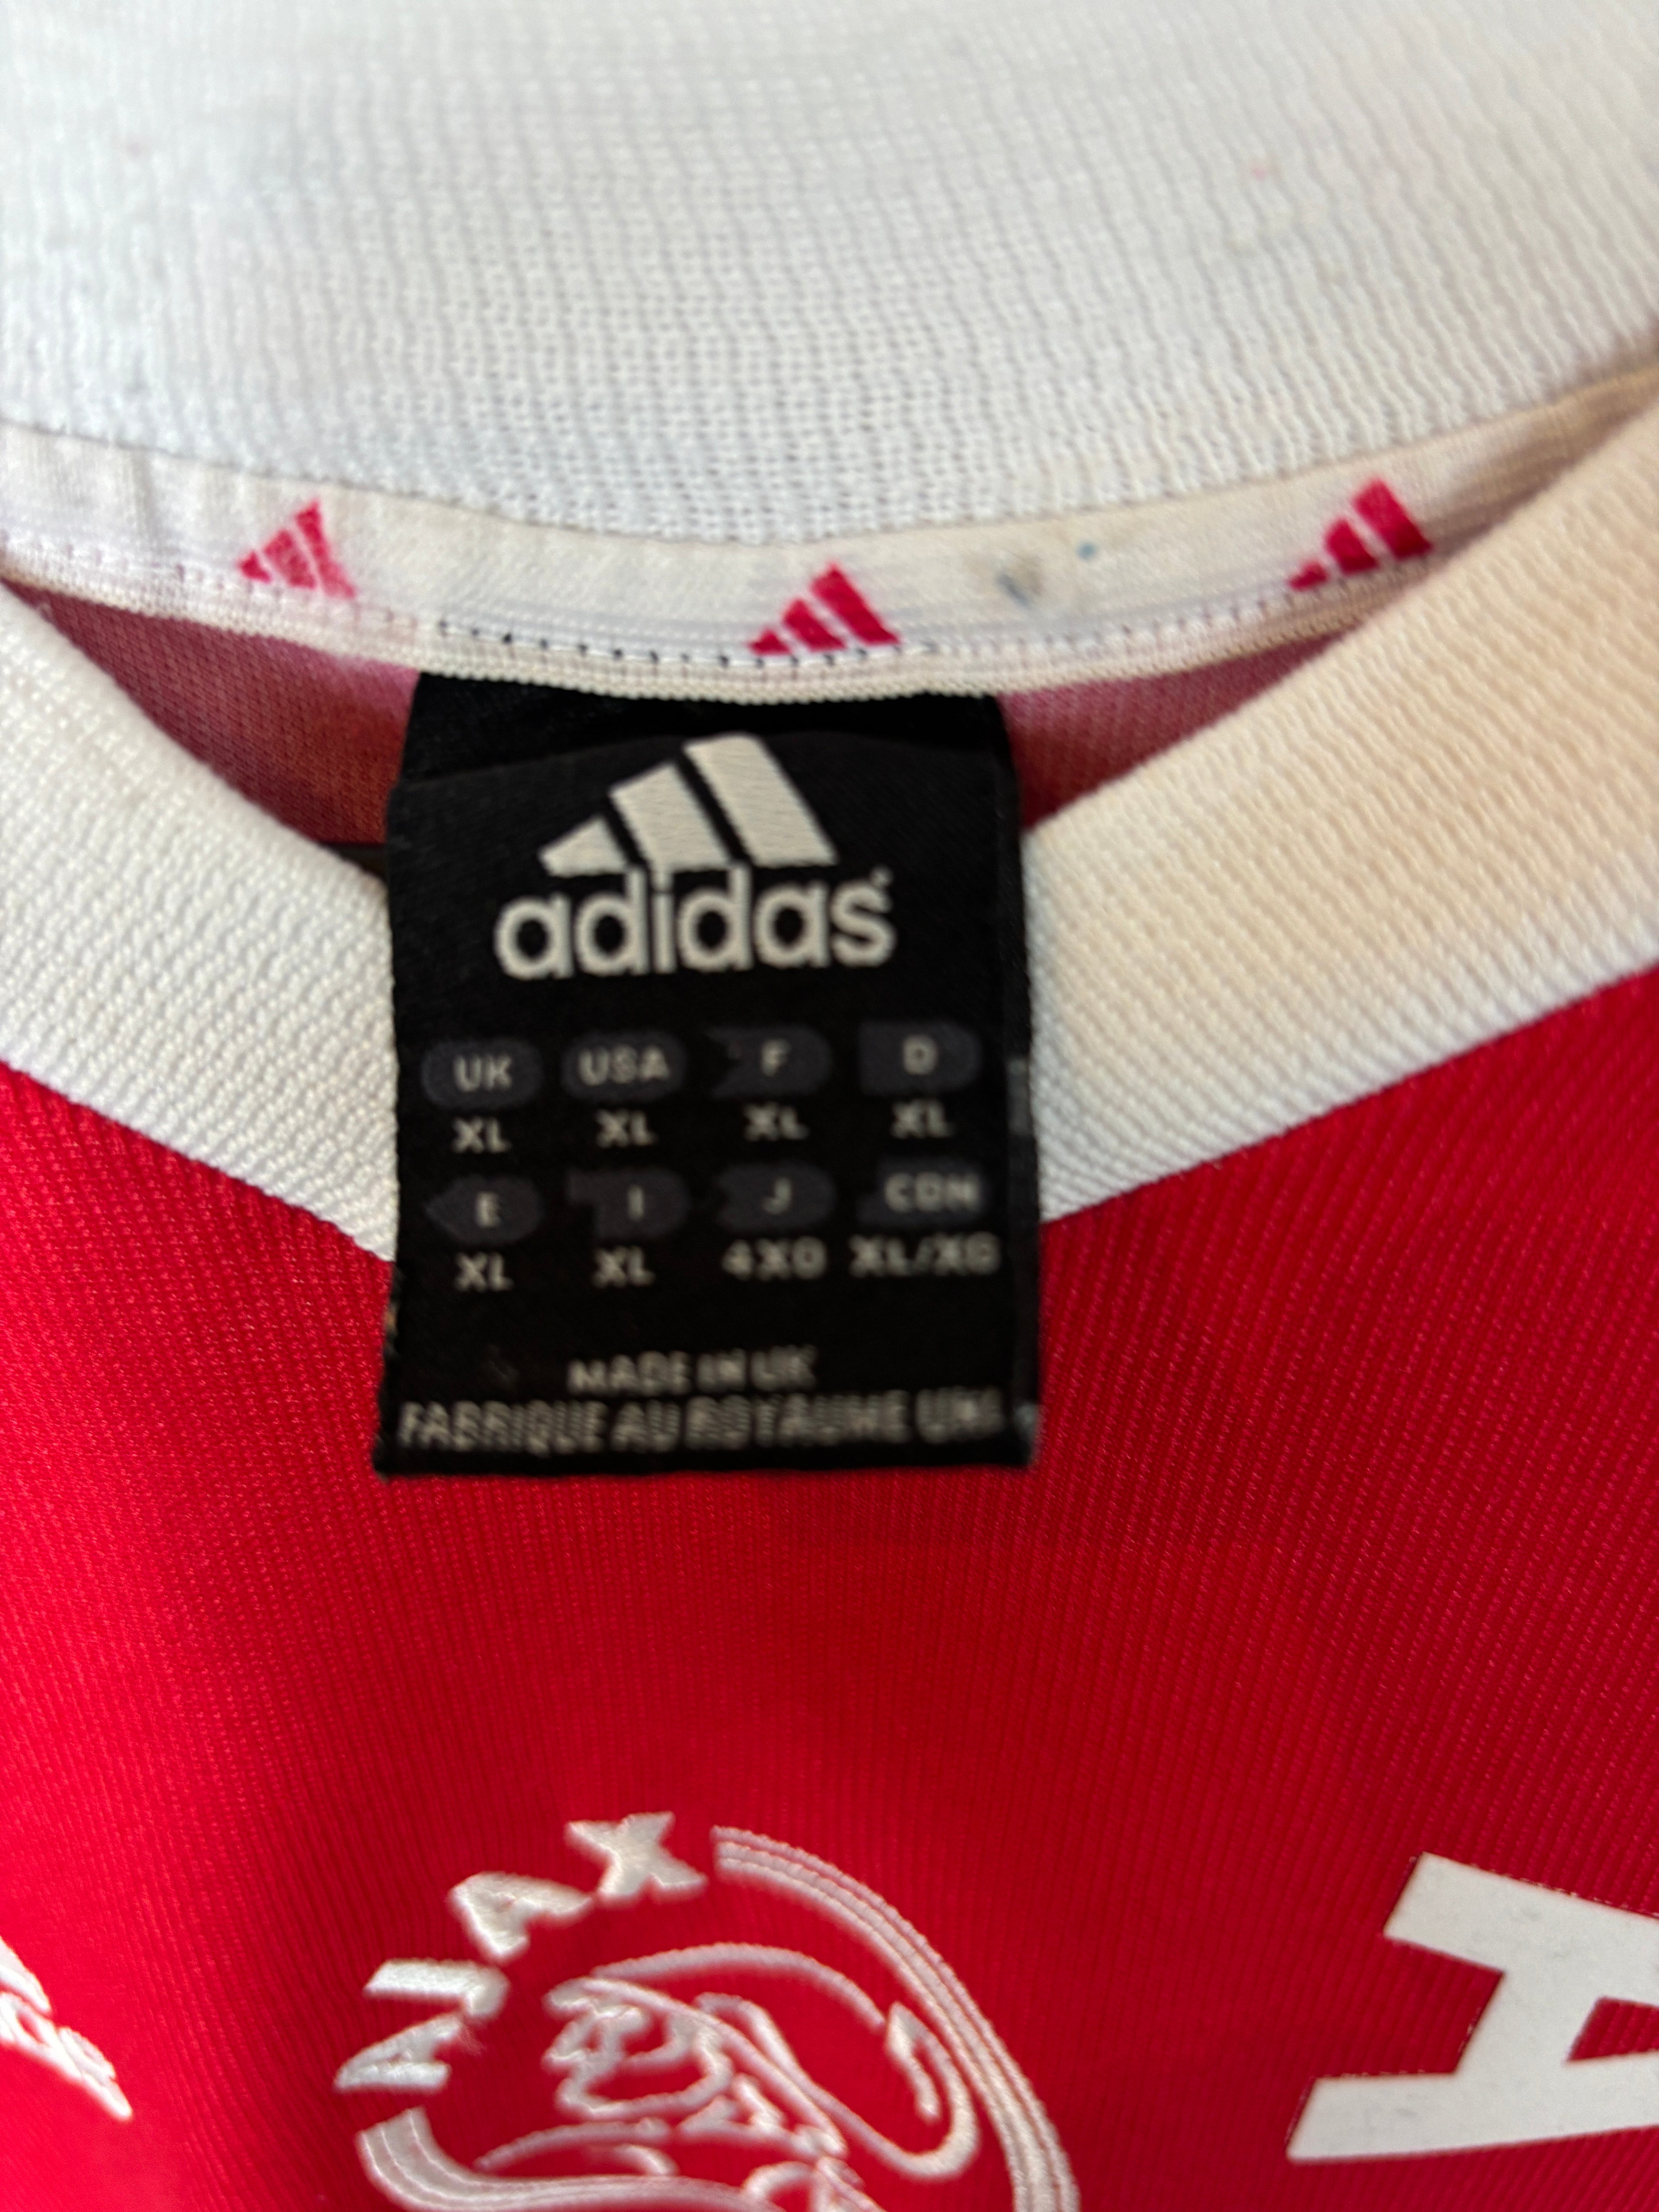 adidas
UK USA F D
XL XL XL XL
E I J CDN
XL XL 4XO XL/XG
MADE IN UK
FABRIQUE AU ROYAUME UNI
AJAX
A